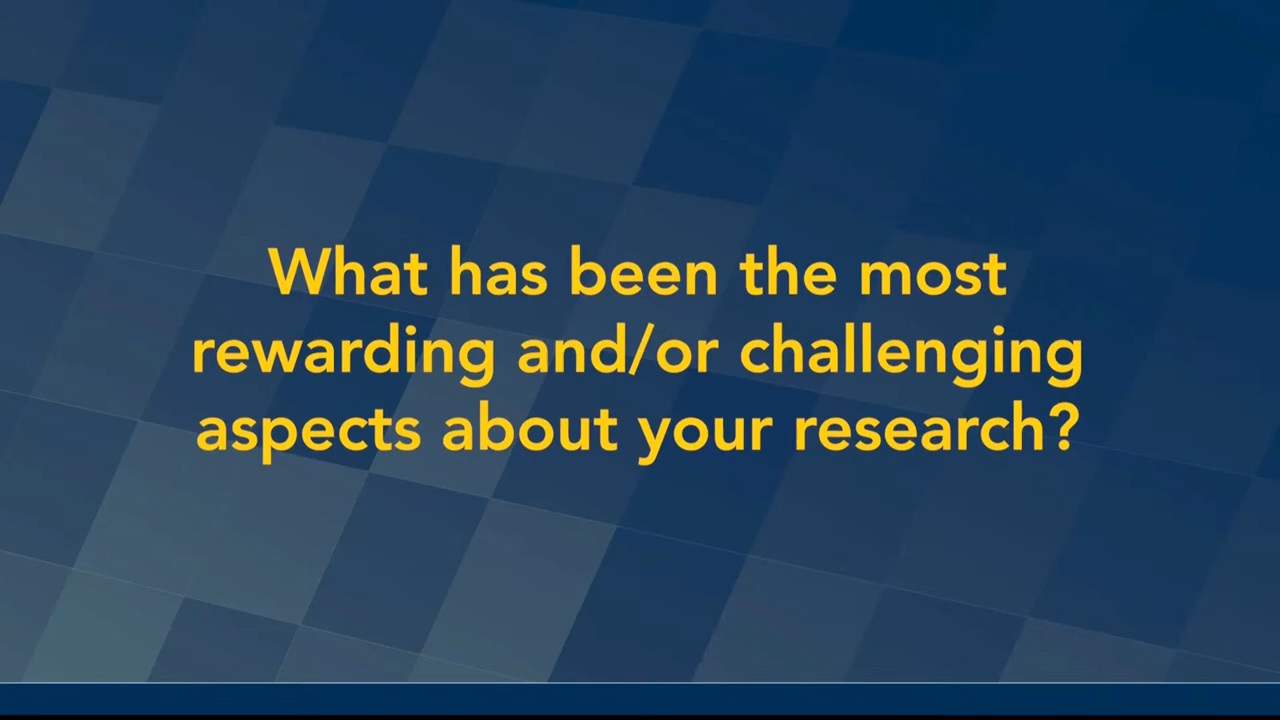 What has been the most
rewarding and/or challenging
aspects about your research?